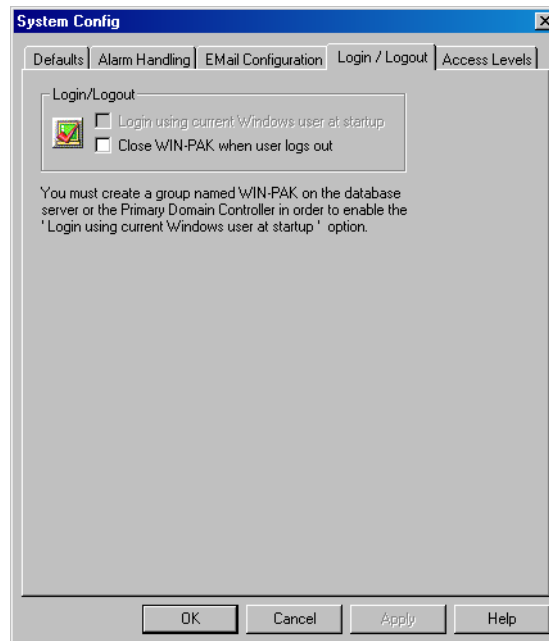 System Config
Defaults Alarm Handling EMail Configuration Login / Logout Access Levels
Login/Logout
Login using current Windows user at startup
Close WIN-PAK when user logs out
You must create a group named WIN-PAK on the database
server or the Primary Domain Controller in order to enable the
' Login using current Windows user at startup ' option.
OK Cancel Apply Help